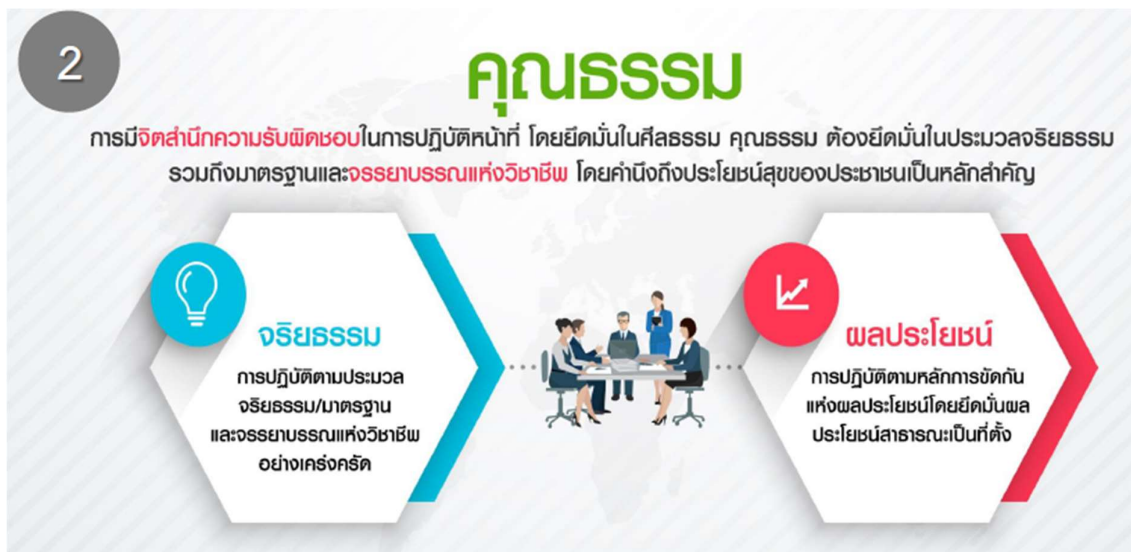 2
คุณธรรม
การมีจิตสำนึกความรับผิดชอบในการปฏิบัติหน้าที่ โดยยึดมั่นในศีลธรรม คุณธรรม ต้องยึดมั่นในประมวลจริยธรรม
รวมถึงมาตรฐานและจรรยาบรรณแห่งวิชาชีพ โดยคำนึงถึงประโยชน์สุขของประชาชนเป็นหลักสำคัญ
จริยธรรม
การปฏิบัติตามประมวล
จริยธรรม/มาตรฐาน
และจรรยาบรรณแห่งวิชาชีพ
อย่างเคร่งครัด
ผลประโยชน์
การปฏิบัติตามหลักการขัดกัน
แห่งผลประโยชน์โดยยึดมั่นผล
ประโยชน์สาธารณะเป็นที่ตั้ง